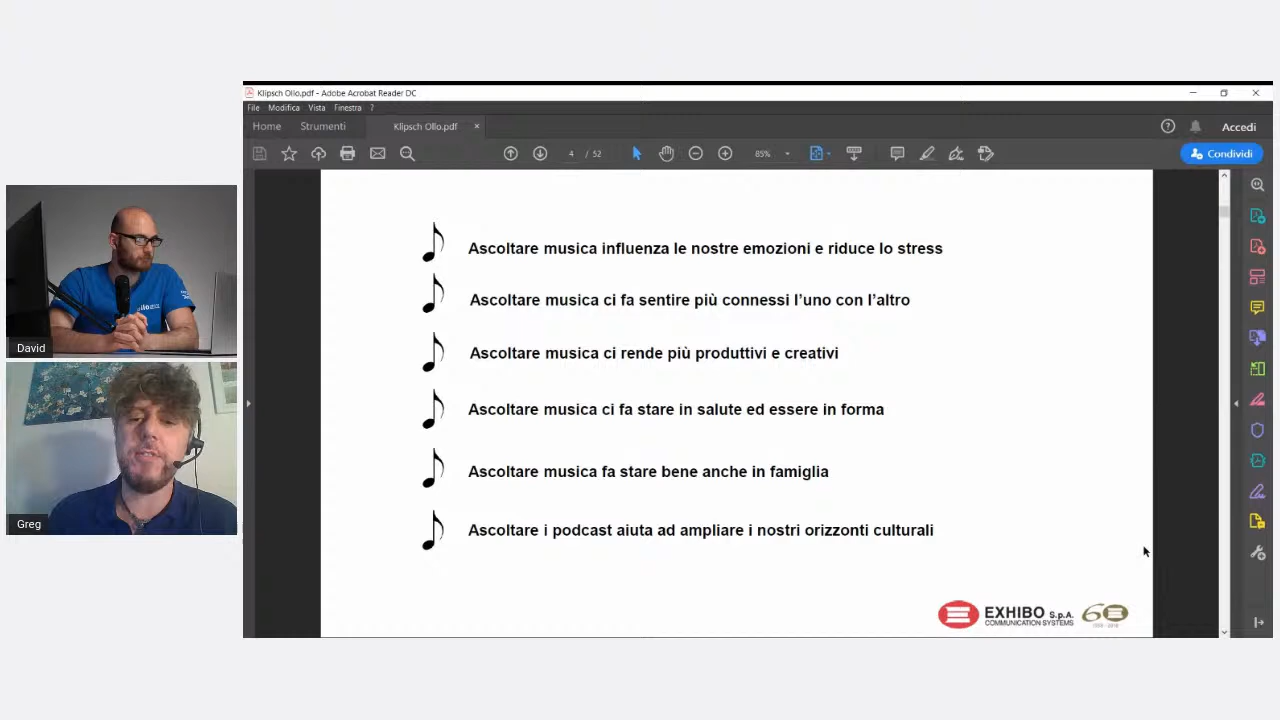 Klipsch Ollo.pdf - Adobe Acrobat Reader DC
File Modifica Vista Finestra ?
Home Strumenti Klipsch Ollo.pdf × Accedi
4 / 52 85% Condividi
Ascoltare musica influenza le nostre emozioni e riduce lo stress
Ascoltare musica ci fa sentire più connessi l'uno con l'altro
Ascoltare musica ci rende più produttivi e creativi
Ascoltare musica ci fa stare in salute ed essere in forma
Ascoltare musica fa stare bene anche in famiglia
Ascoltare i podcast aiuta ad ampliare i nostri orizzonti culturali
EXHIBO S.p.A.
COMMUNICATION SYSTEMS
David
Greg